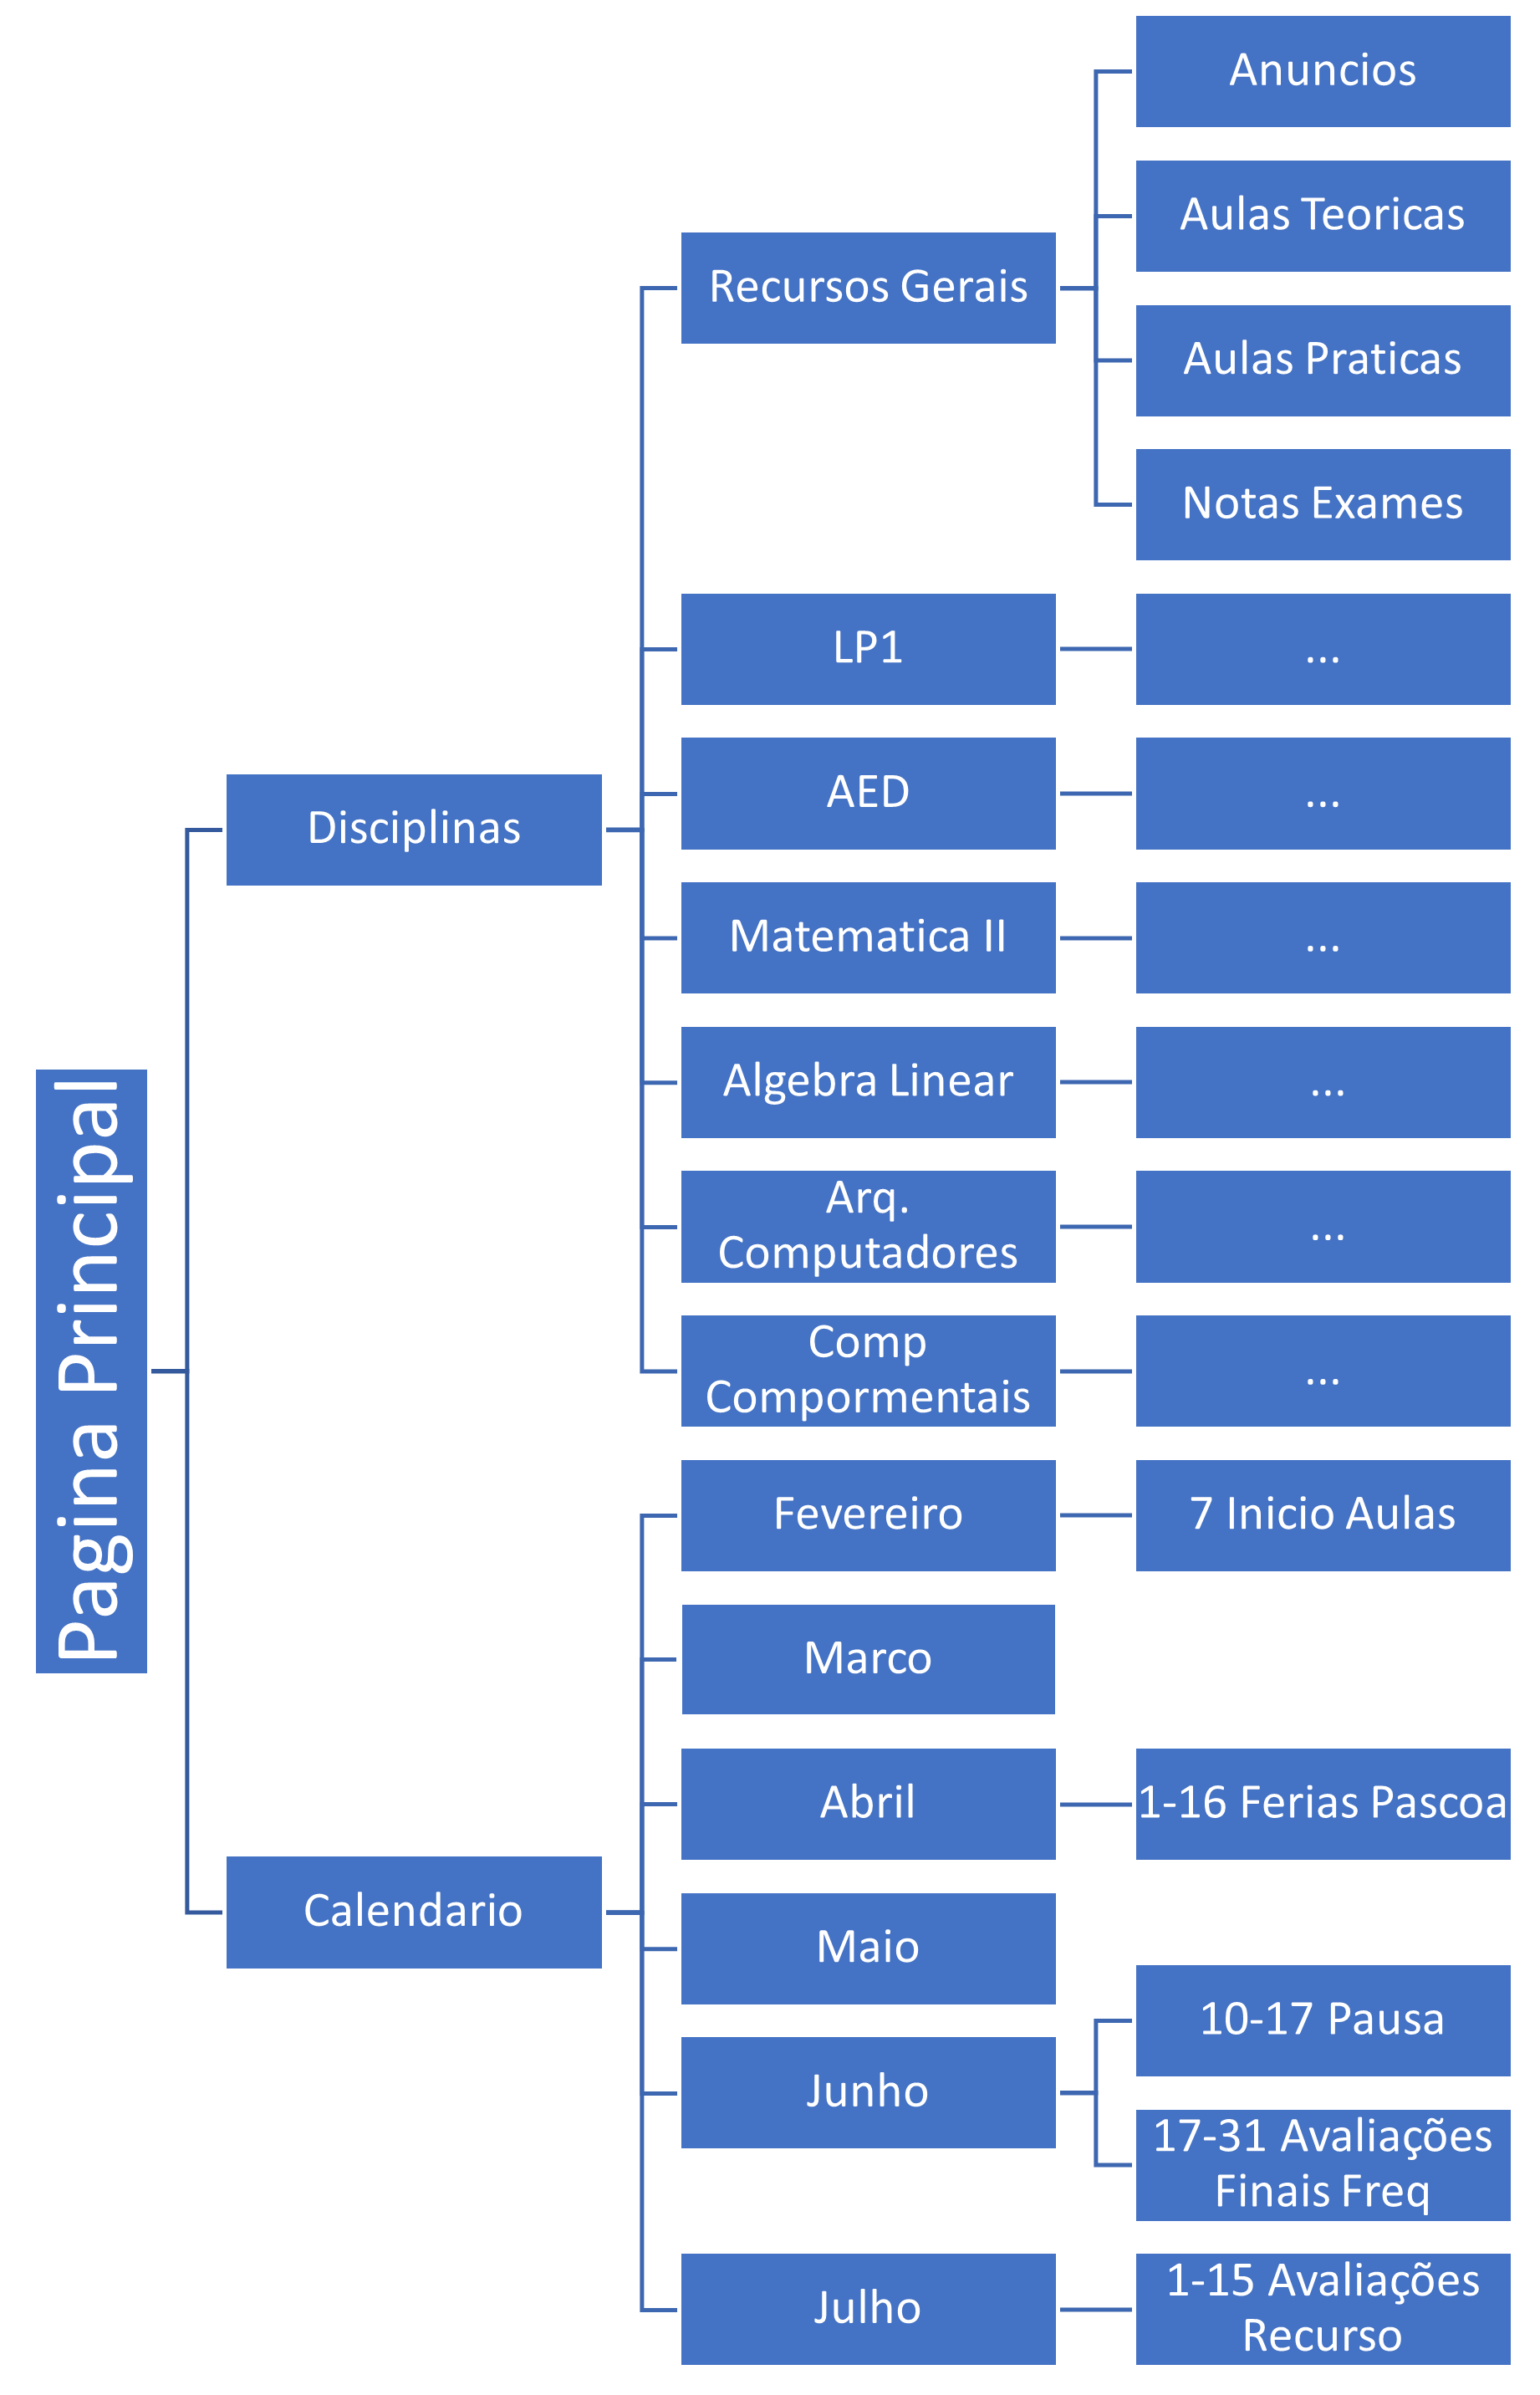 Pagina Principal
Disciplinas
Recursos Gerais
Anuncios
Aulas Teoricas
Aulas Praticas
Notas Exames
LP1
...
AED
...
Matematica II
...
Algebra Linear
...
Arq.
Computadores
...
Comp
Compormentais
...
Calendario
Fevereiro
7 Inicio Aulas
Marco
Abril
1-16 Ferias Pascoa
Maio
Junho
10-17 Pausa
17-31 Avaliações
Finais Freq
Julho
1-15 Avaliações
Recurso